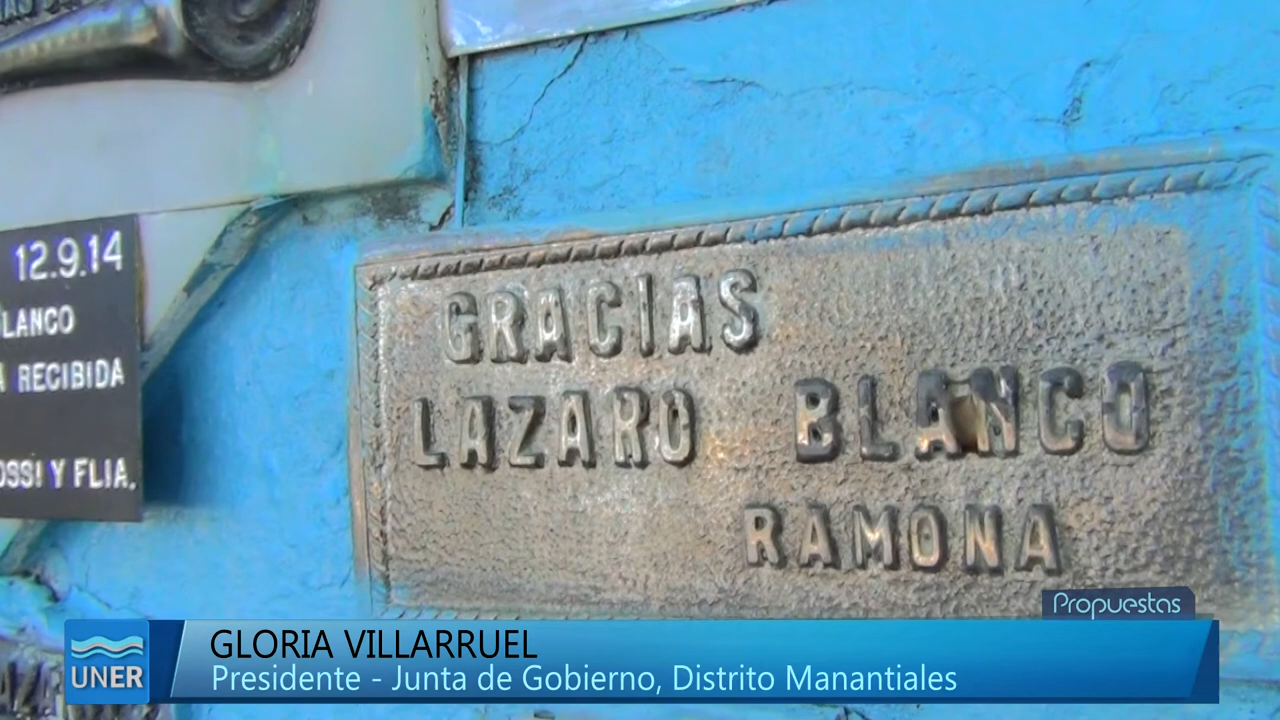 12.9.14
LANCO
A RECIBIDA
OSSI Y FLIA.
GRACIAS
LAZARO BLANCO
RAMONA
Propuestas
UNER
GLORIA VILLARRUEL
Presidente - Junta de Gobierno, Distrito Manantiales